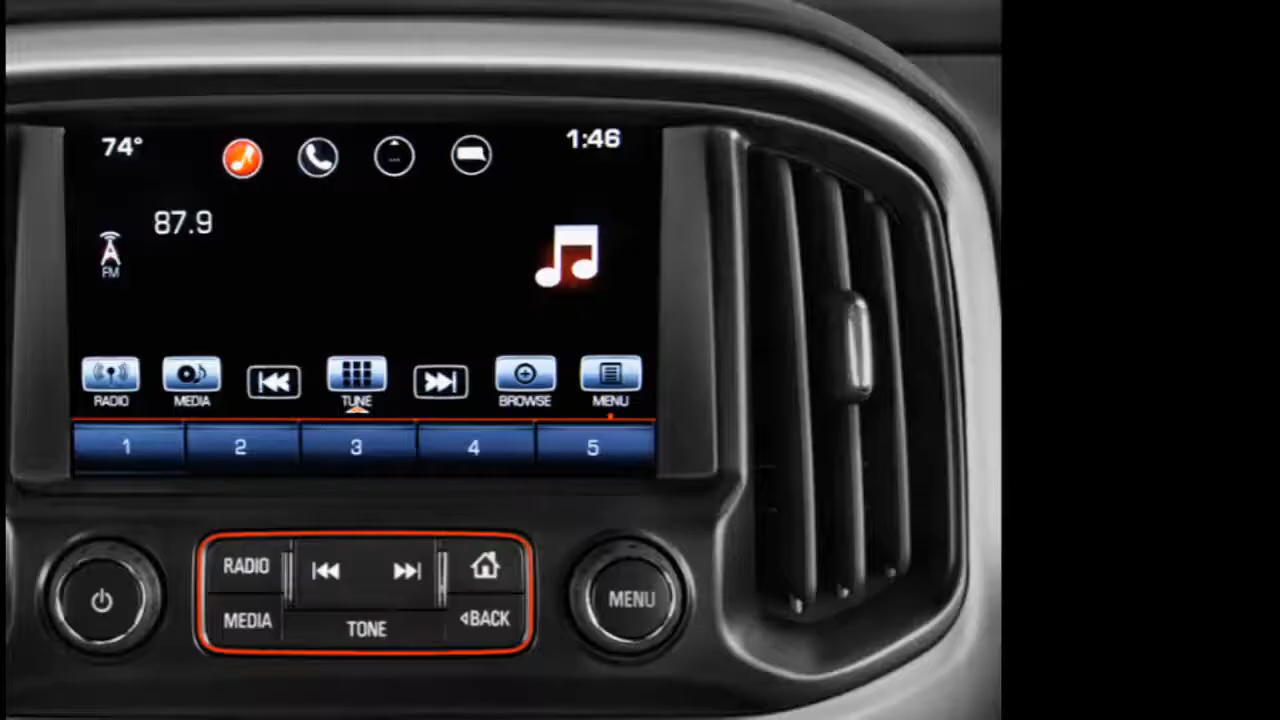 74° 1:46
87.9
FM
RADIO MEDIA TUNE BROWSE MENU
1 2 3 4 5
RADIO
MENU
MEDIA TONE BACK